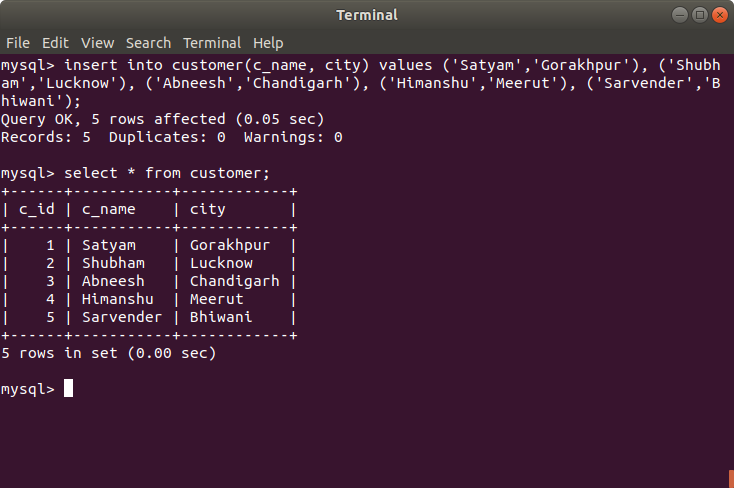 Terminal
File Edit View Search Terminal Help
mysql> insert into customer(c_name, city) values ('Satyam','Gorakhpur'), ('Shubh
am','Lucknow'), ('Abneesh','Chandigarh'), ('Himanshu','Meerut'), ('Sarvender','B
hiwani');
Query OK, 5 rows affected (0.05 sec)
Records: 5  Duplicates: 0  Warnings: 0
mysql> select * from customer;
+------+-----------+------------+
| c_id | c_name    | city       |
+------+-----------+------------+
|    1 | Satyam    | Gorakhpur  |
|    2 | Shubham   | Lucknow    |
|    3 | Abneesh   | Chandigarh |
|    4 | Himanshu  | Meerut     |
|    5 | Sarvender | Bhiwani    |
+------+-----------+------------+
5 rows in set (0.00 sec)
mysql>